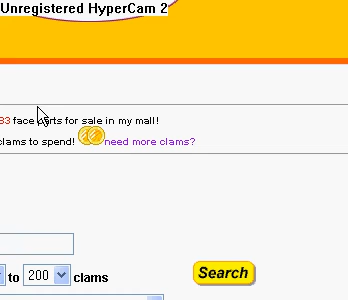 Unregistered HyperCam 2
83 face parts for sale in my mall!
clams to spend! need more clams?
to 200 clams
Search